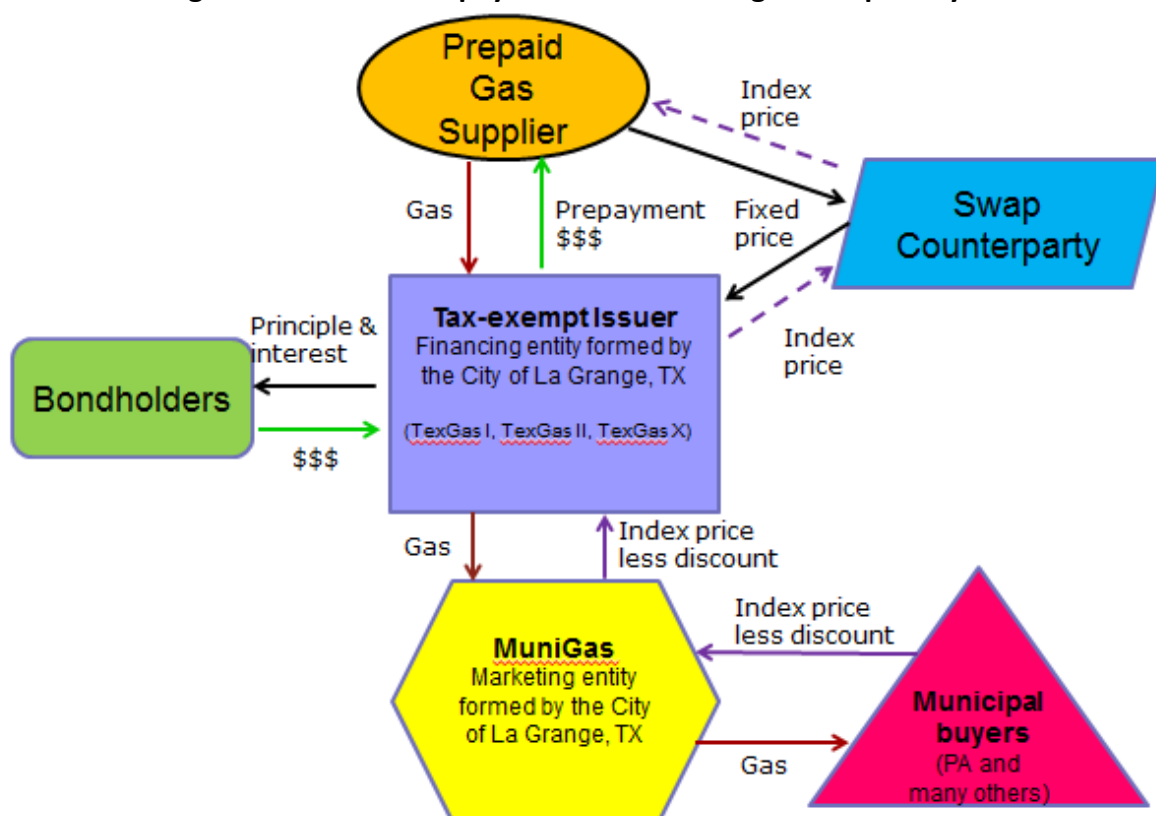 Prepaid
Gas
Supplier
Index
price
Gas
Prepayment
$$$
Fixed
price
Swap
Counterparty
Tax-exempt Issuer
Financing entity formed by
the City of La Grange, TX
(TexGas I, TexGas II, TexGas X)
Index
price
Principle &
interest
Bondholders
$$$
Gas
Index price
less discount
Index price
less discount
MuniGas
Marketing entity
formed by the City
of La Grange, TX
Gas
Municipal
buyers
(PA and
many others)